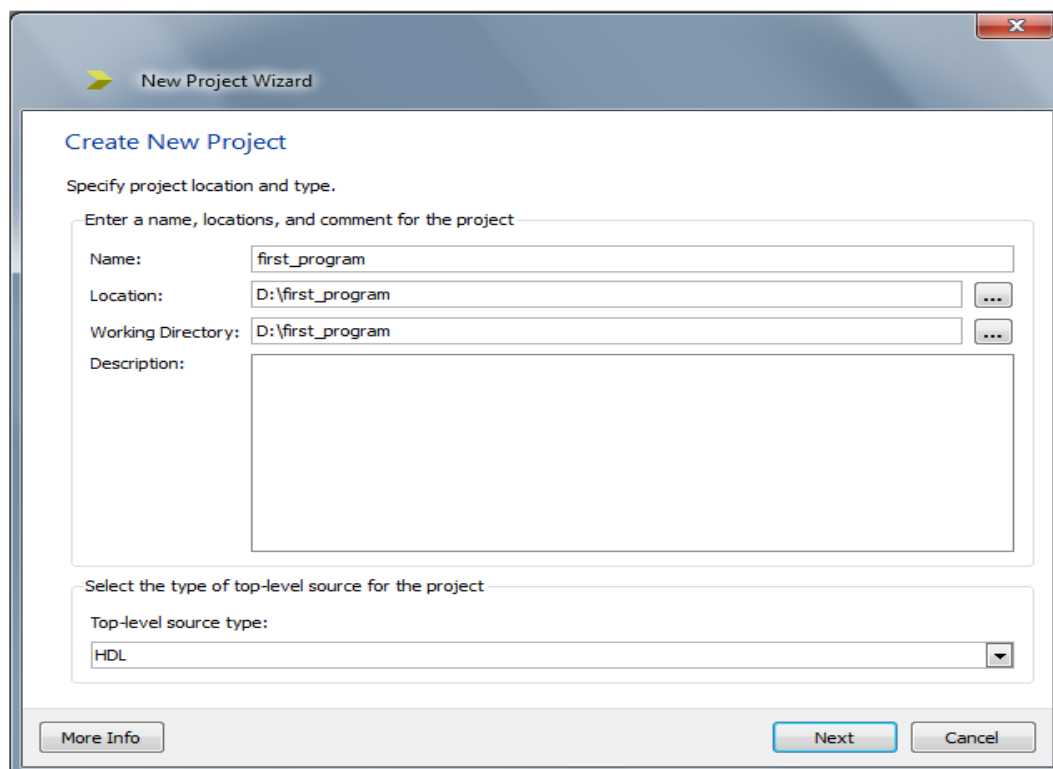 New Project Wizard
Create New Project
Specify project location and type.
Enter a name, locations, and comment for the project
Name: first_program
Location: D:\first_program ...
Working Directory: D:\first_program ...
Description:
Select the type of top-level source for the project
Top-level source type:
HDL
More Info Next Cancel